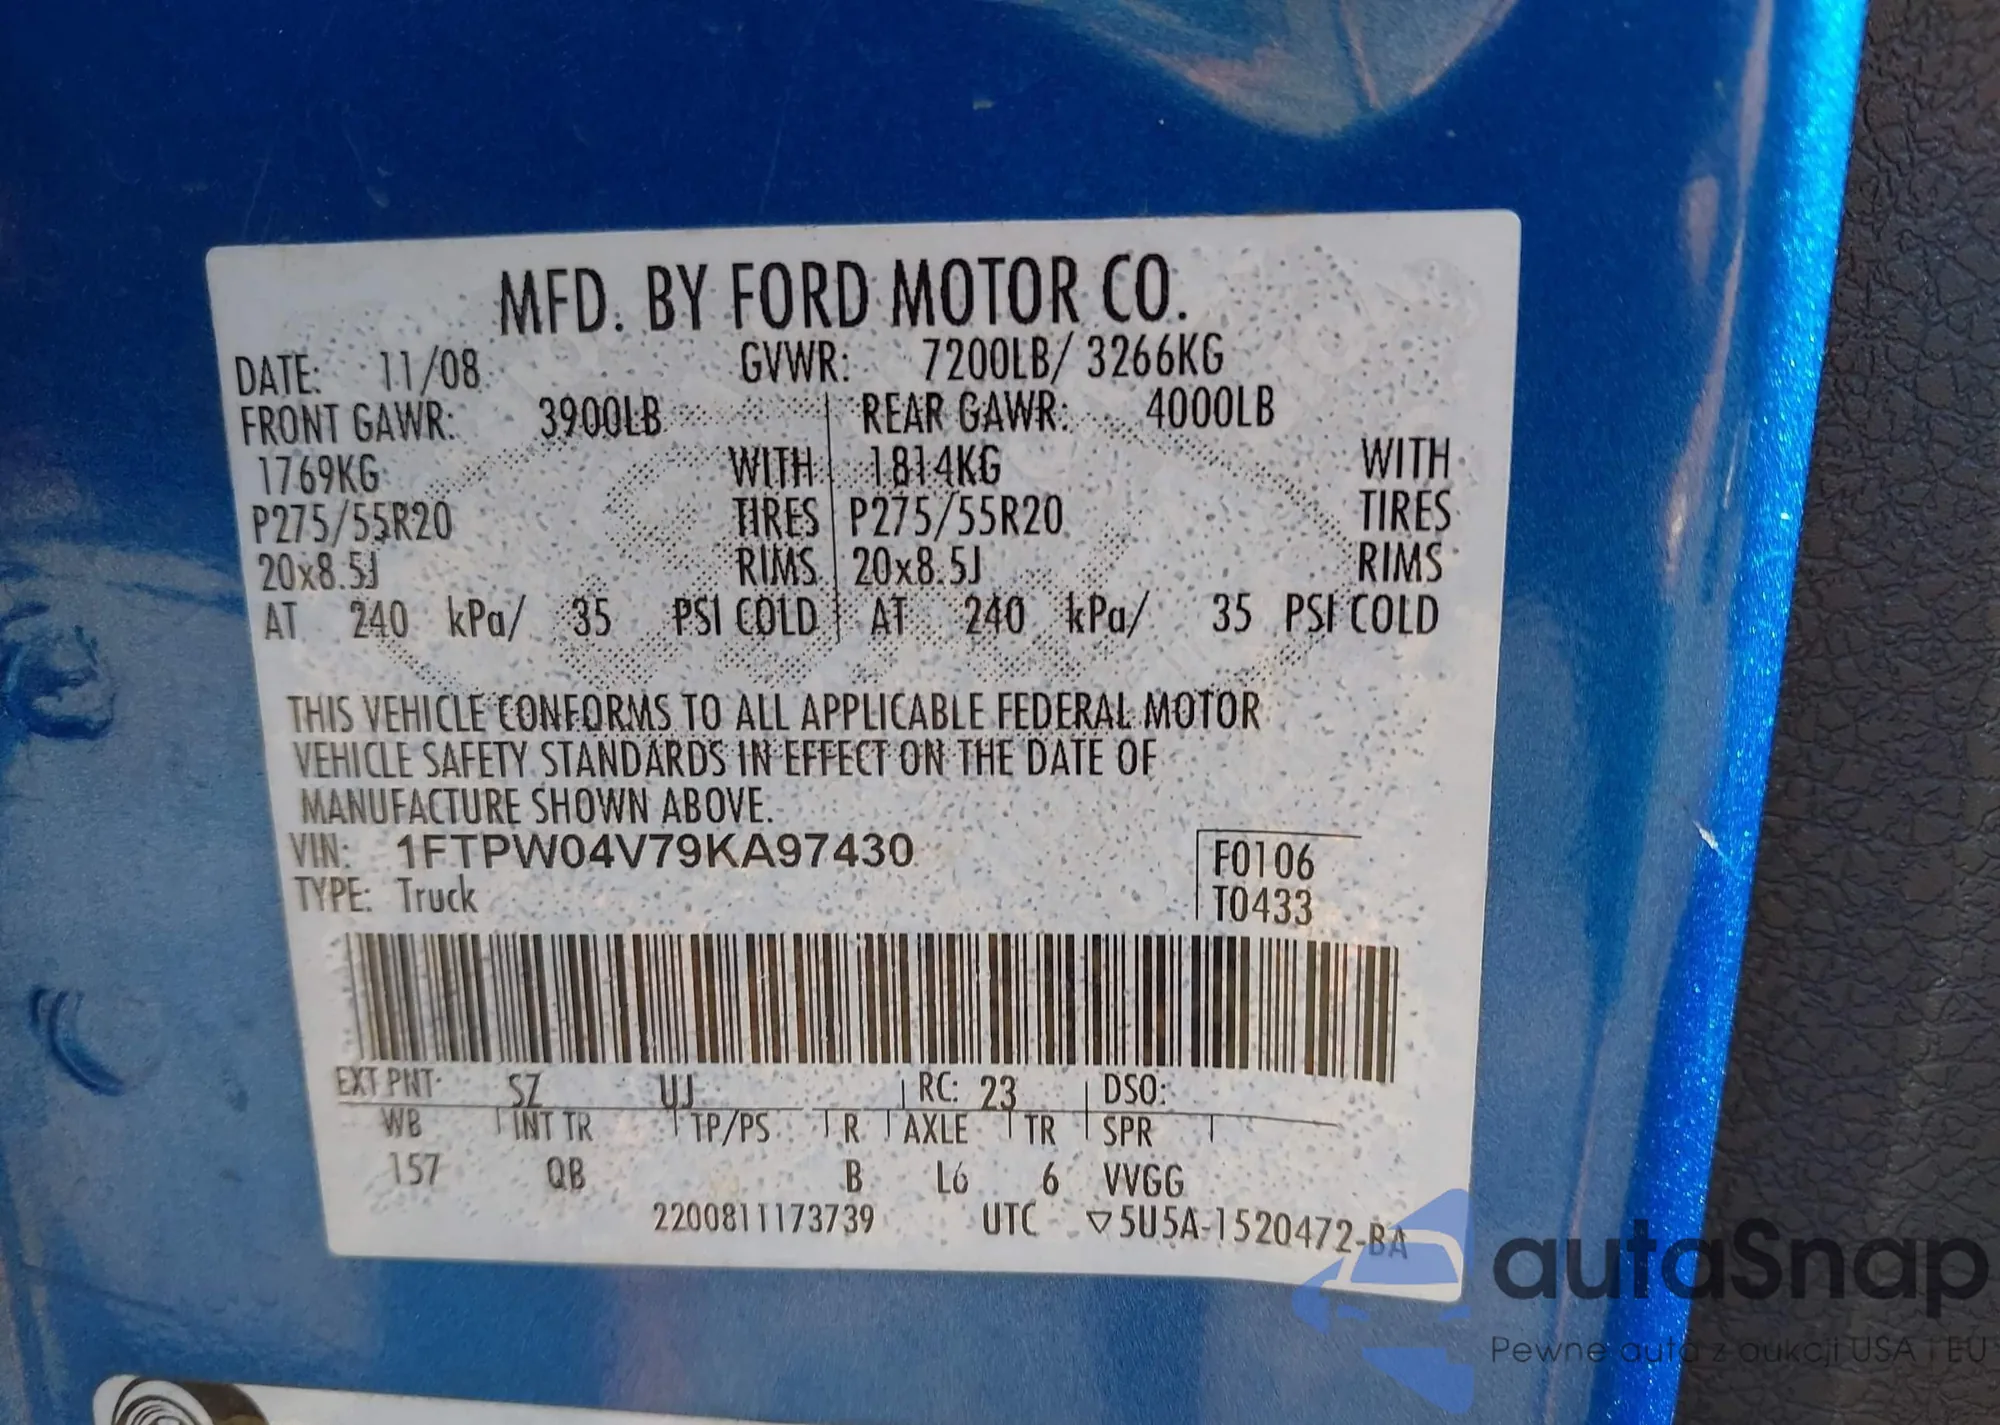 MFD. BY FORD MOTOR CO.
DATE: 11/08 GVWR: 7200LB/ 3266KG
FRONT GAWR: 3900LB REAR GAWR: 4000LB
1769KG WITH 1814KG WITH
P275/55R20 TIRES P275/55R20 TIRES
20x8.5J RIMS 20x8.5J RIMS
AT 240 kPa/ 35 PSI COLD AT 240 kPa/ 35 PSI COLD
THIS VEHICLE CONFORMS TO ALL APPLICABLE FEDERAL MOTOR
VEHICLE SAFETY STANDARDS IN EFFECT ON THE DATE OF
MANUFACTURE SHOWN ABOVE.
VIN: 1FTPW04V79KA97430 F0106
TYPE: Truck T0433
EXT PNT: SZ UJ RC: 23 DSO:
WB INT TR TP/PS R AXLE TR SPR
157 QB B L6 6 VVGG
2200811173739 UTC ▽5U5A-1520472-BA
autaSnap
Pewne auta z aukcji USA i EU